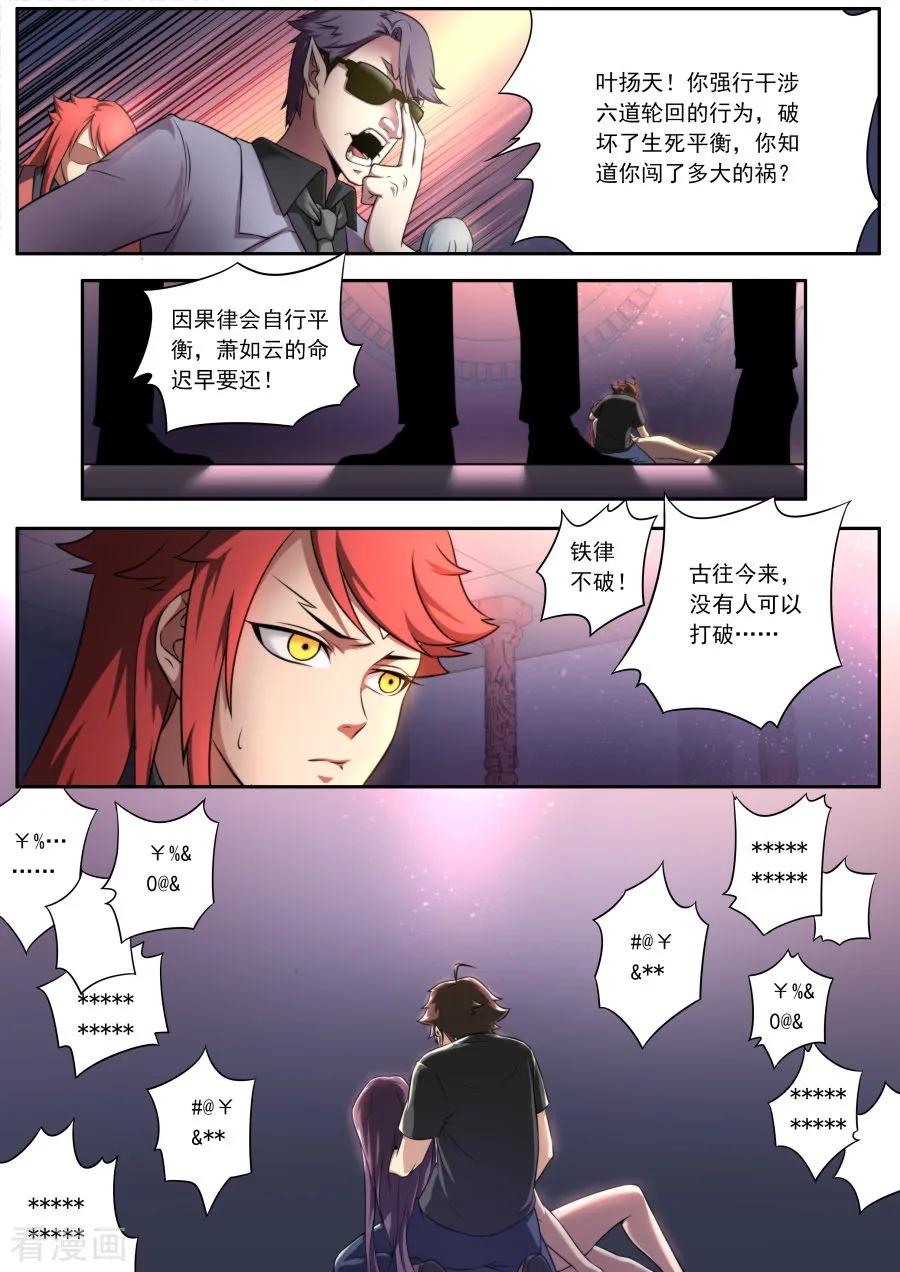 叶扬天！你强行干涉
六道轮回的行为，破
坏了生死平衡，你知
道你闯了多大的祸？
因果律会自行平
衡，萧如云的命
迟早要还！
铁律
不破！
古往今来，
没有人可以
打破……
￥%…
……
￥%&
O@&
*****
*****
#@￥
&**
*****
*****
#@￥
&**
￥%&
O@&
*****
*****
*****
*****
看漫画